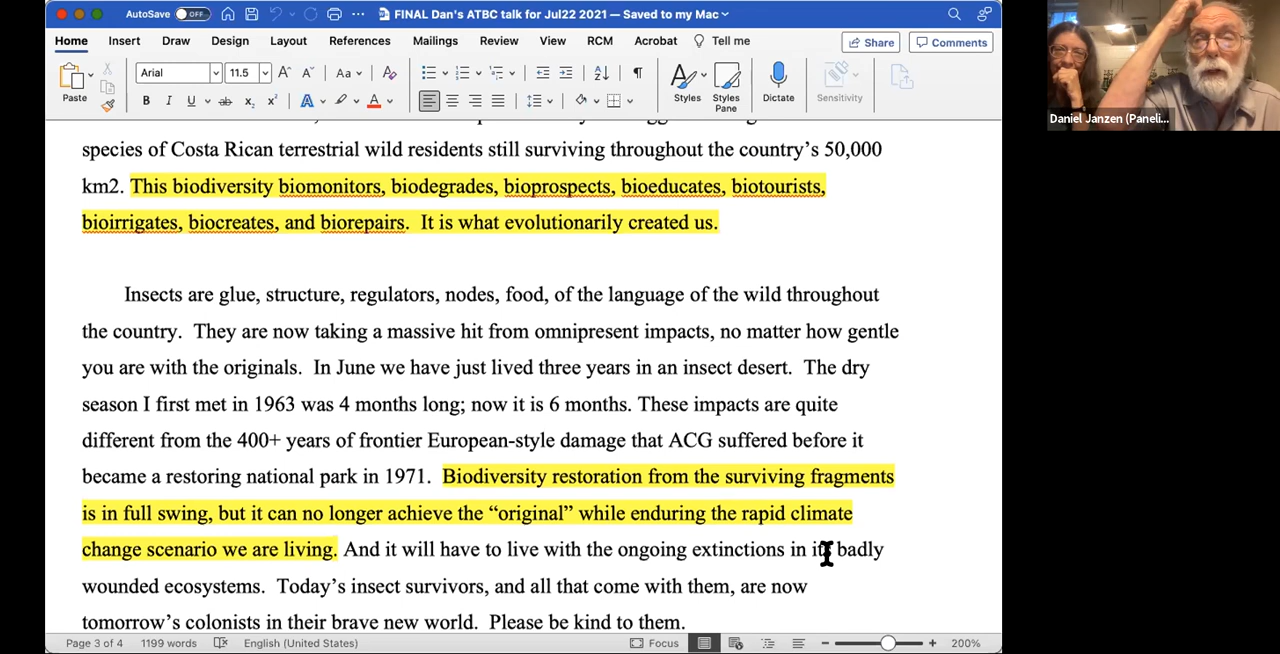 AutoSave OFF FINAL Dan's ATBC talk for Jul22 2021 — Saved to my Mac
Home Insert Draw Design Layout References Mailings Review View RCM Acrobat Tell me Share Comments
Arial 11.5 A A Aa A
Paste B I U ab x2 x2 A A Styles Styles Pane Dictate Sensitivity
species of Costa Rican terrestrial wild residents still surviving throughout the country's 50,000
km2. This biodiversity biomonitors, biodegrades, bioprospects, bioeducates, biotourists,
bioirrigates, biocreates, and biorepairs. It is what evolutionarily created us.
Insects are glue, structure, regulators, nodes, food, of the language of the wild throughout
the country. They are now taking a massive hit from omnipresent impacts, no matter how gentle
you are with the originals. In June we have just lived three years in an insect desert. The dry
season I first met in 1963 was 4 months long; now it is 6 months. These impacts are quite
different from the 400+ years of frontier European-style damage that ACG suffered before it
became a restoring national park in 1971. Biodiversity restoration from the surviving fragments
is in full swing, but it can no longer achieve the “original” while enduring the rapid climate
change scenario we are living. And it will have to live with the ongoing extinctions in its badly
wounded ecosystems. Today's insect survivors, and all that come with them, are now
tomorrow's colonists in their brave new world. Please be kind to them.
Page 3 of 4 1199 words English (United States) Focus 200%
Daniel Janzen (Paneli...